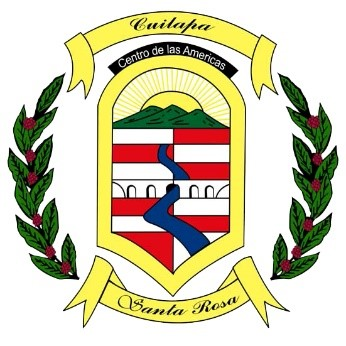 Cuilapa
Centro de las Americas
Santa Rosa